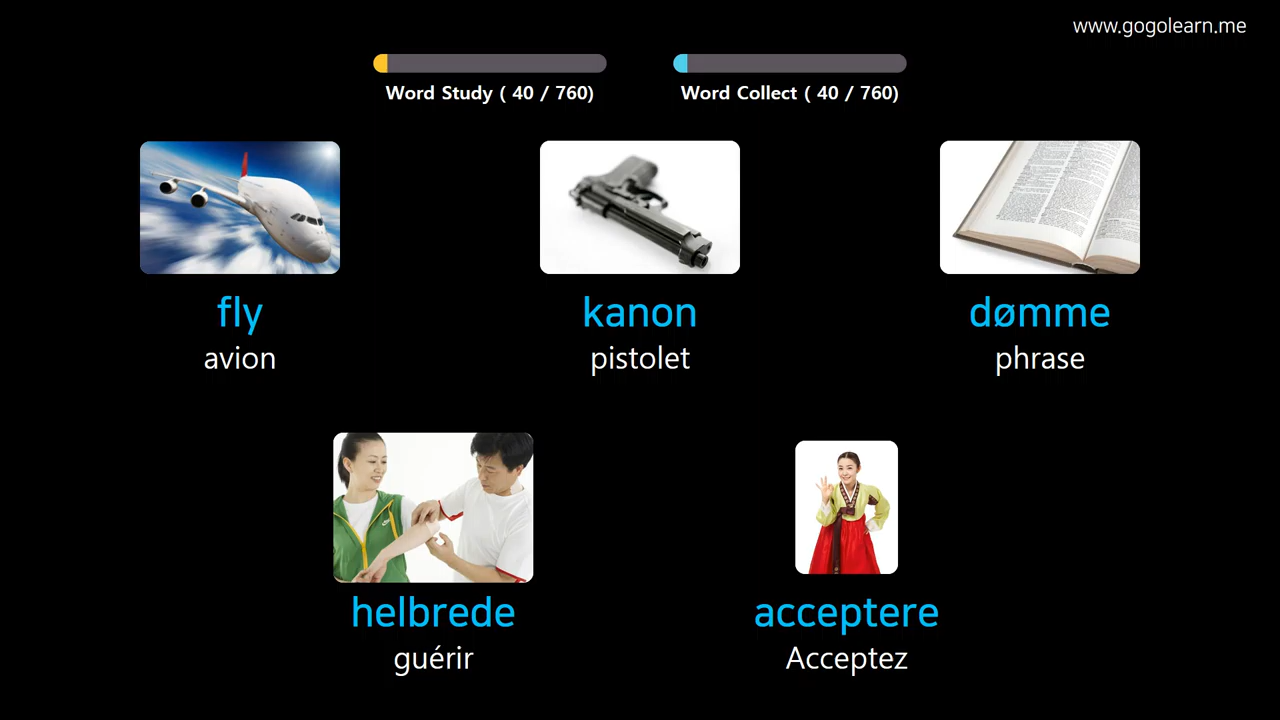 www.gogolearn.me
Word Study ( 40 / 760)
Word Collect ( 40 / 760)
fly
avion
kanon
pistolet
dømme
phrase
helbrede
guérir
acceptere
Acceptez